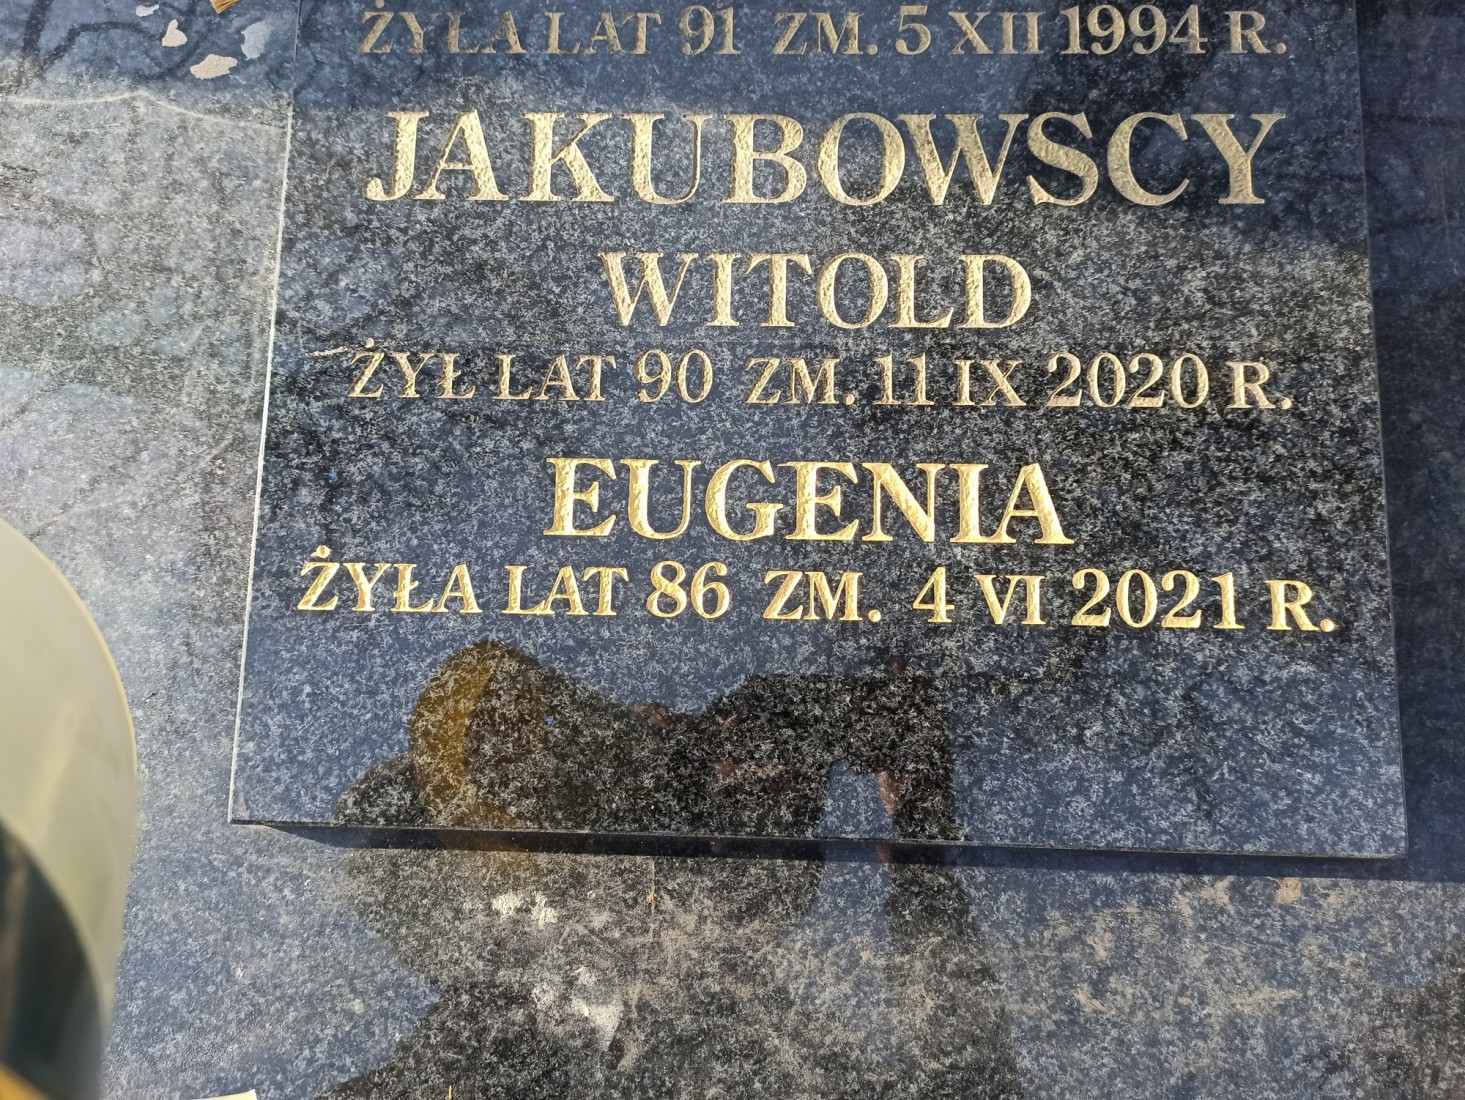 ŻYŁA LAT 91 ZM. 5 XII 1994 R.
JAKUBOWSCY
WITOLD
ŻYŁ LAT 90 ZM. 11 IX 2020 R.
EUGENIA
ŻYŁA LAT 86 ZM. 4 VI 2021 R.